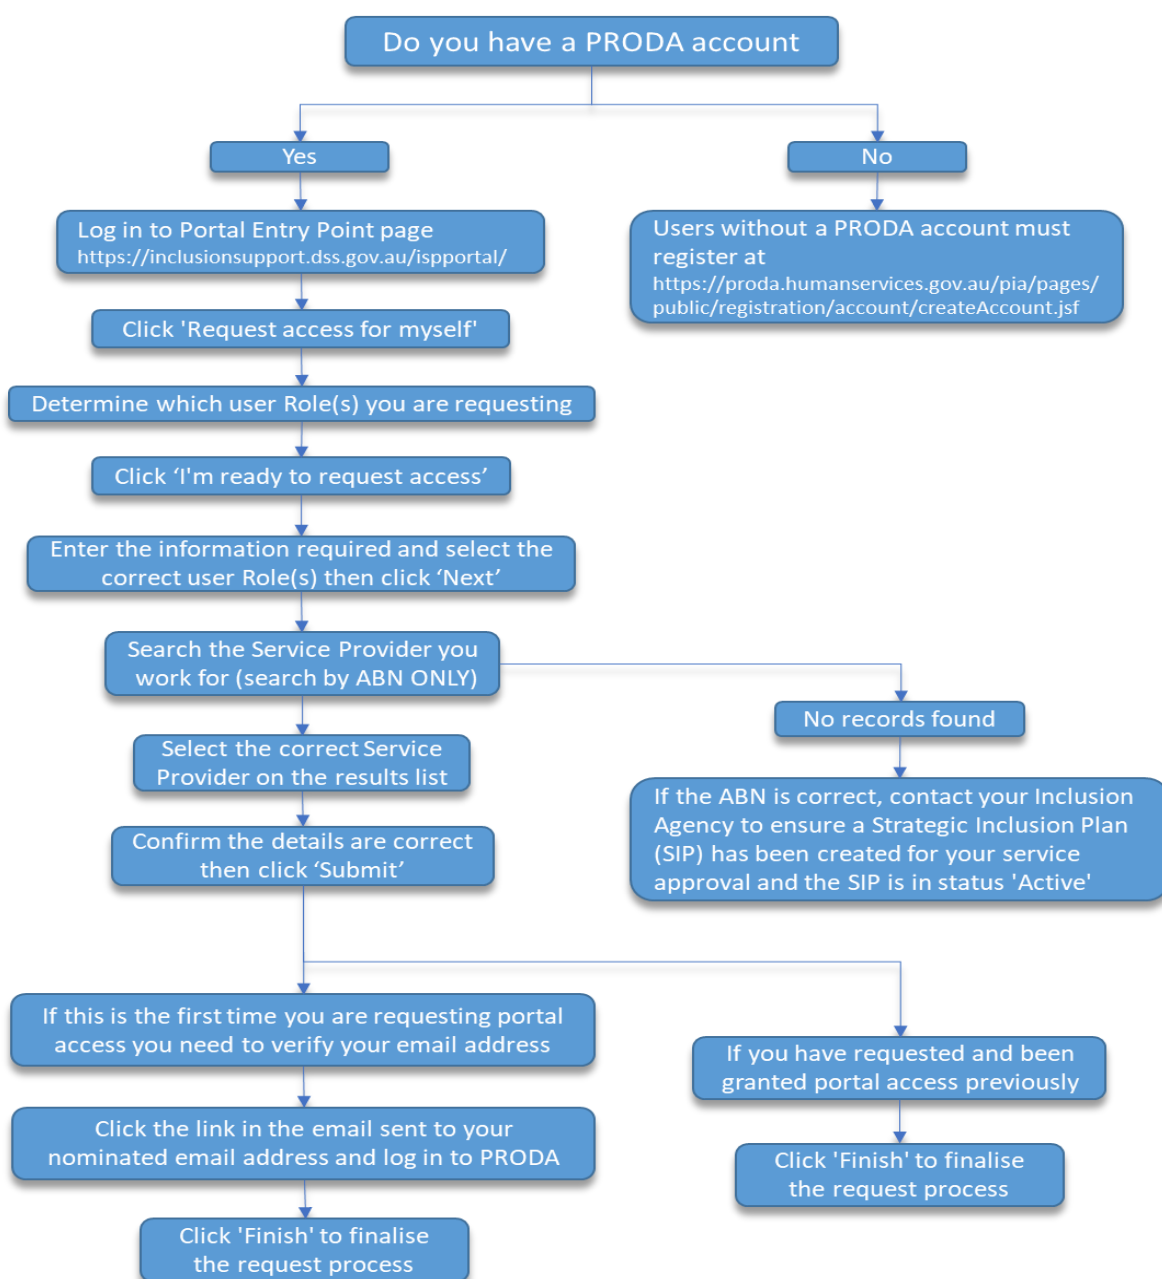 Do you have a PRODA account
Yes
No
Log in to Portal Entry Point page
https://inclusionsupport.dss.gov.au/ispportal/
Users without a PRODA account must
register at
https://proda.humanservices.gov.au/pia/pages/
public/registration/account/createAccount.jsf
Click 'Request access for myself'
Determine which user Role(s) you are requesting
Click ‘I'm ready to request access’
Enter the information required and select the
correct user Role(s) then click ‘Next’
Search the Service Provider you
work for (search by ABN ONLY)
No records found
Select the correct Service
Provider on the results list
If the ABN is correct, contact your Inclusion
Agency to ensure a Strategic Inclusion Plan
(SIP) has been created for your service
approval and the SIP is in status 'Active'
Confirm the details are correct
then click ‘Submit’
If this is the first time you are requesting portal
access you need to verify your email address
If you have requested and been
granted portal access previously
Click the link in the email sent to your
nominated email address and log in to PRODA
Click 'Finish' to finalise
the request process
Click 'Finish' to finalise
the request process